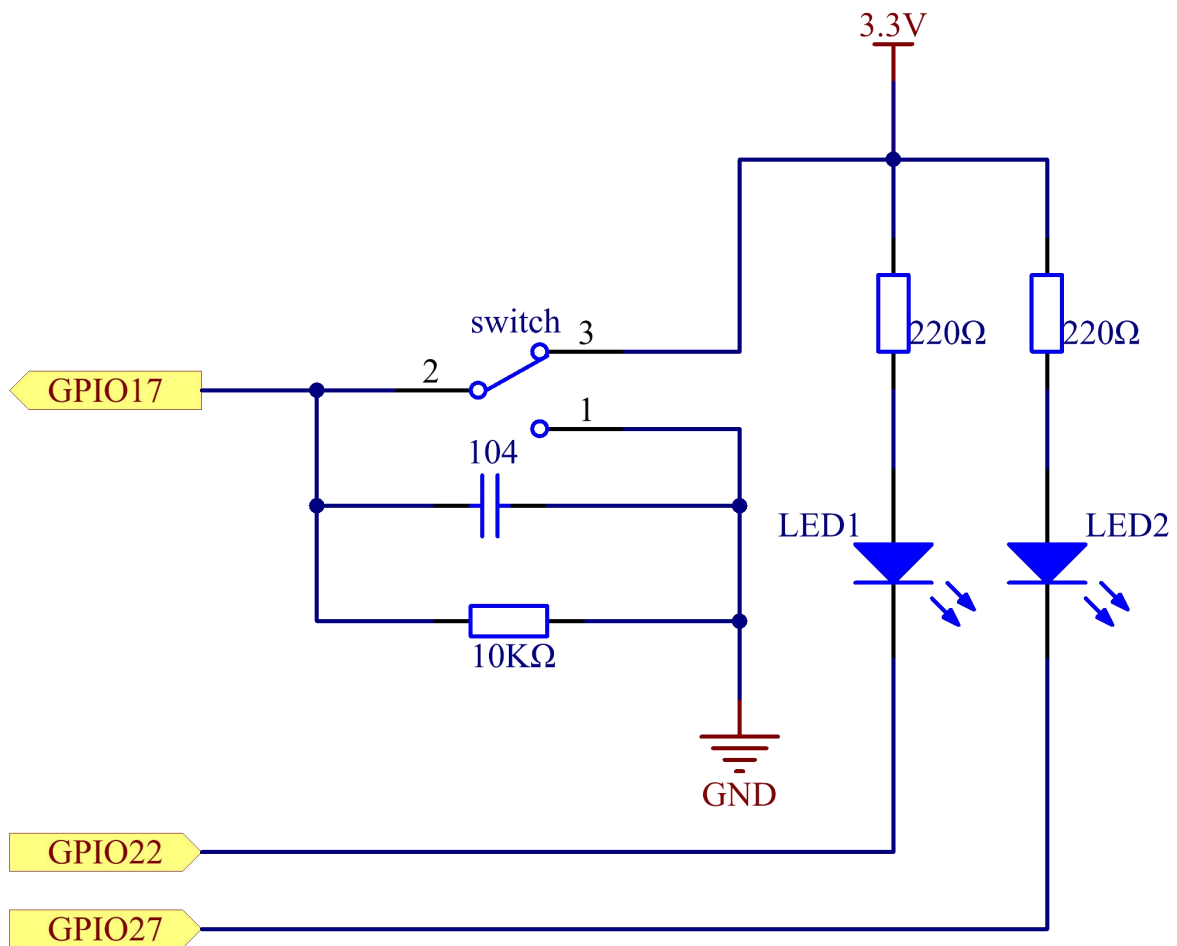 3.3V
switch
3
220Ω
220Ω
2
GPIO17
1
104
LED1
LED2
10KΩ
GND
GPIO22
GPIO27